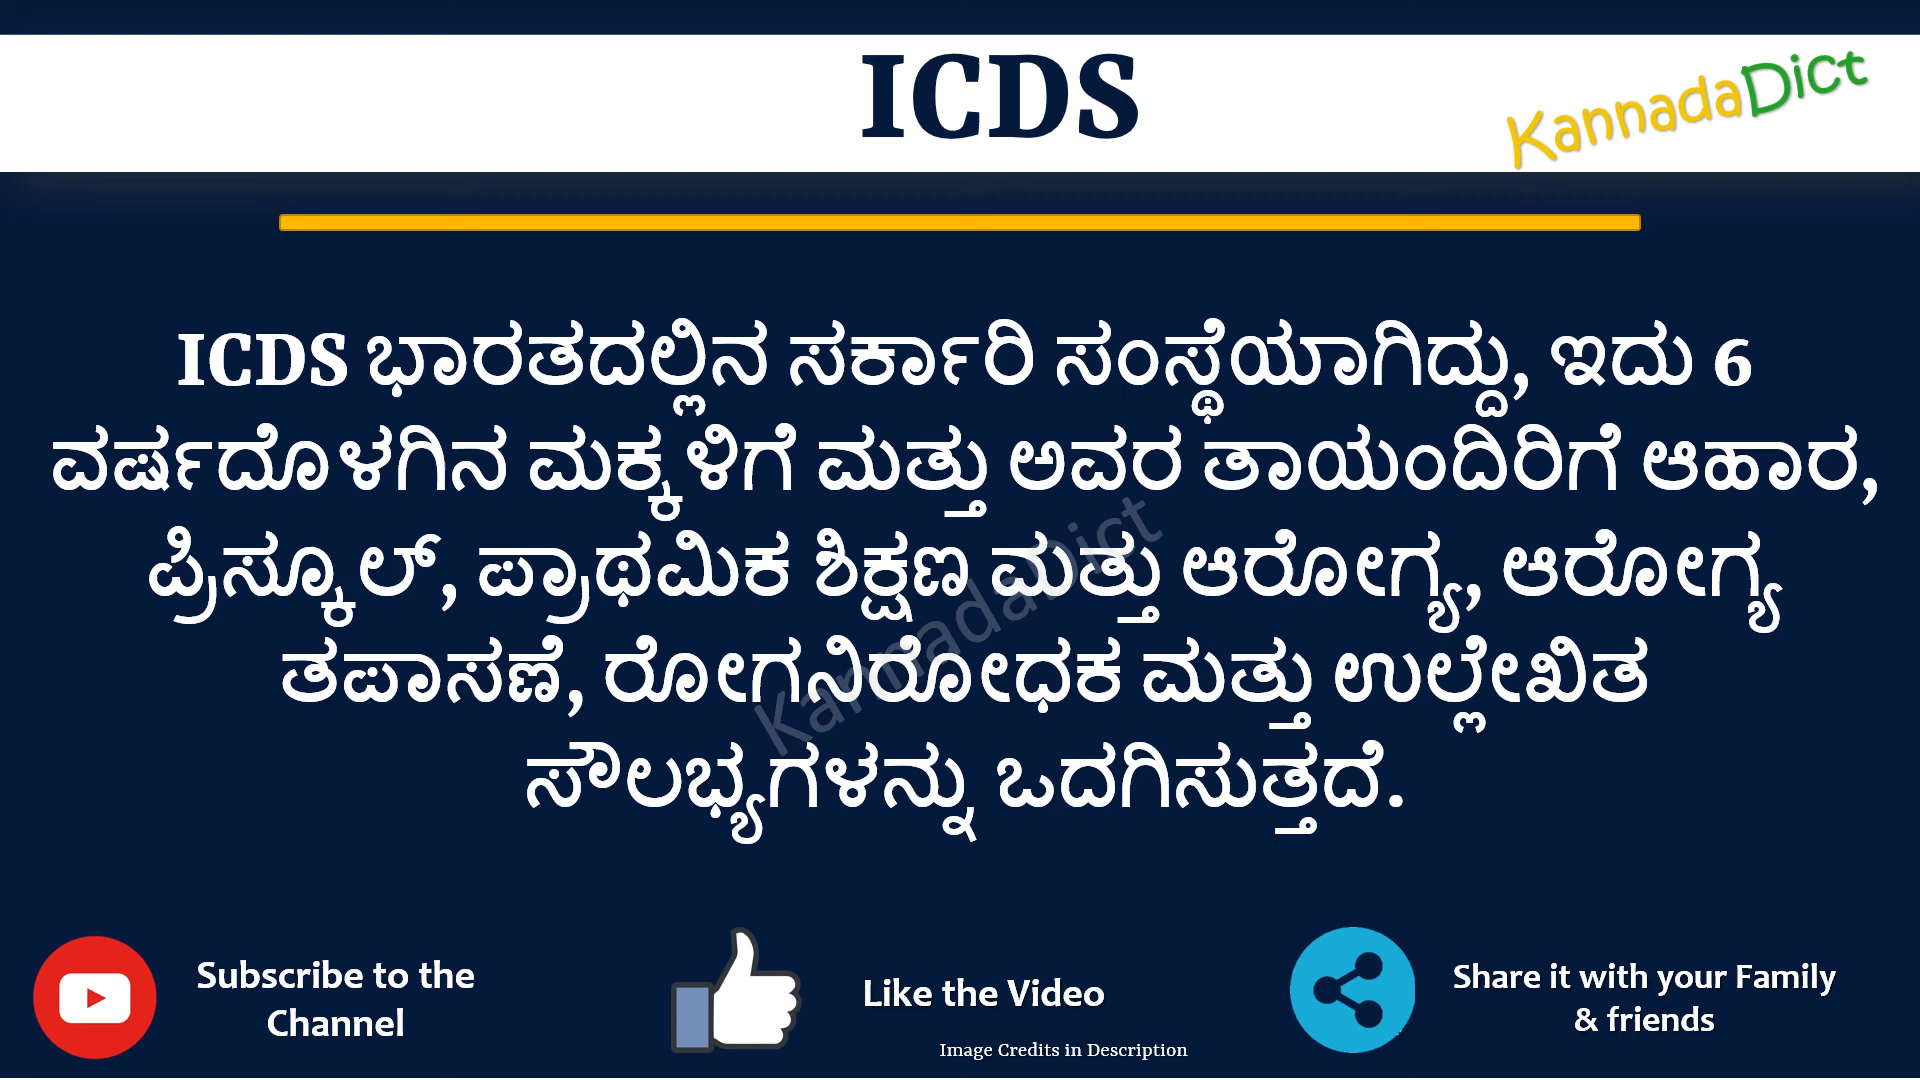 ICDS
KannadaDict
ICDS ಭಾರತದಲ್ಲಿನ ಸರ್ಕಾರಿ ಸಂಸ್ಥೆಯಾಗಿದ್ದು, ಇದು 6
ವರ್ಷದೊಳಗಿನ ಮಕ್ಕಳಿಗೆ ಮತ್ತು ಅವರ ತಾಯಂದಿರಿಗೆ ಆಹಾರ,
ಪ್ರಿಸ್ಕೂಲ್, ಪ್ರಾಥಮಿಕ ಶಿಕ್ಷಣ ಮತ್ತು ಆರೋಗ್ಯ, ಆರೋಗ್ಯ
ತಪಾಸಣೆ, ರೋಗನಿರೋಧಕ ಮತ್ತು ಉಲ್ಲೇಖಿತ
ಸೌಲಭ್ಯಗಳನ್ನು ಒದಗಿಸುತ್ತದೆ.
KannadaDict
Subscribe to the
Channel
Like the Video
Share it with your Family
& friends
Image Credits in Description